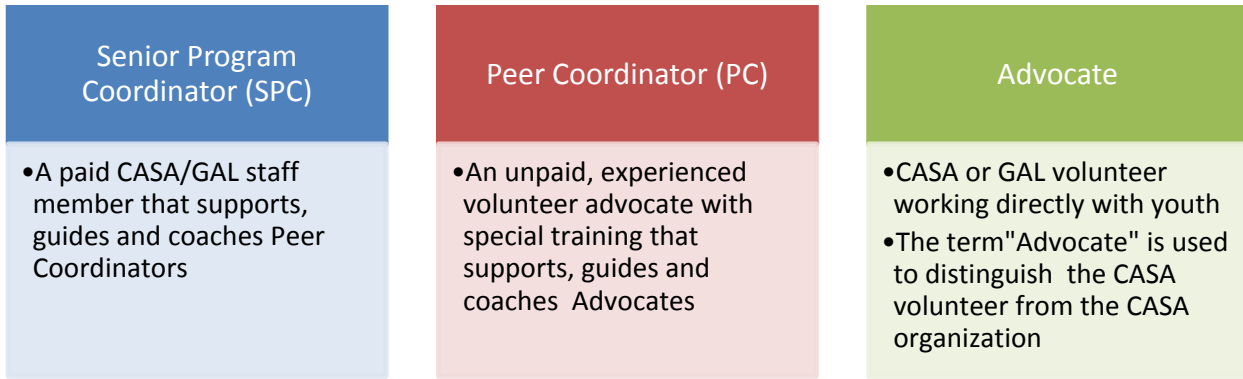 Senior Program
Coordinator (SPC)
•A paid CASA/GAL staff
member that supports,
guides and coaches Peer
Coordinators
Peer Coordinator (PC)
•An unpaid, experienced
volunteer advocate with
special training that
supports, guides and
coaches Advocates
Advocate
•CASA or GAL volunteer
working directly with youth
•The term"Advocate" is used
to distinguish the CASA
volunteer from the CASA
organization